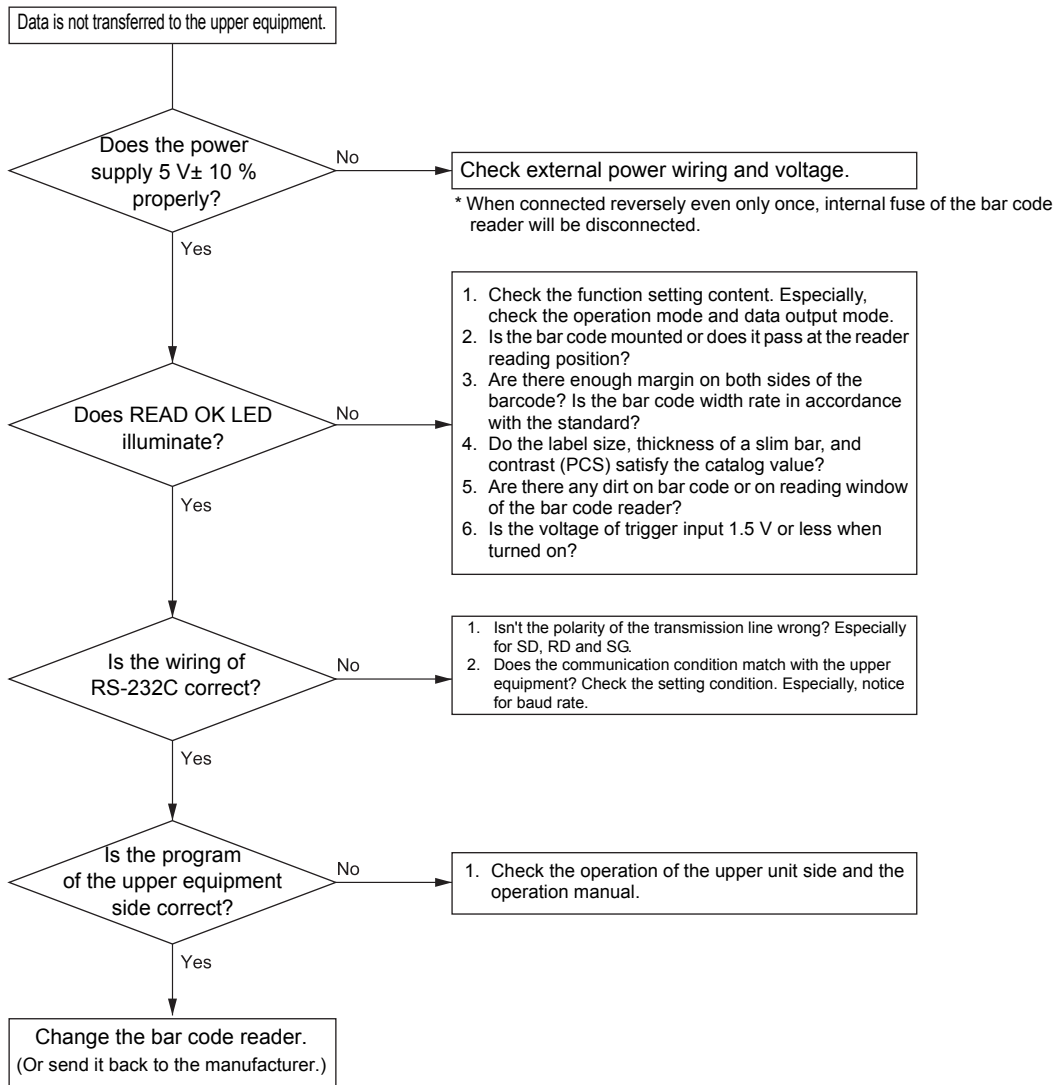 Data is not transferred to the upper equipment.
Does the power
supply 5 V± 10 %
properly?
No
Check external power wiring and voltage.
* When connected reversely even only once, internal fuse of the bar code
reader will be disconnected.
Yes
Does READ OK LED
illuminate?
No
1. Check the function setting content. Especially,
check the operation mode and data output mode.
2. Is the bar code mounted or does it pass at the reader
reading position?
3. Are there enough margin on both sides of the
barcode? Is the bar code width rate in accordance
with the standard?
4. Do the label size, thickness of a slim bar, and
contrast (PCS) satisfy the catalog value?
5. Are there any dirt on bar code or on reading window
of the bar code reader?
6. Is the voltage of trigger input 1.5 V or less when
turned on?
Yes
Is the wiring of
RS-232C correct?
No
1. Isn't the polarity of the transmission line wrong? Especially
for SD, RD and SG.
2. Does the communication condition match with the upper
equipment? Check the setting condition. Especially, notice
for baud rate.
Yes
Is the program
of the upper equipment
side correct?
No
1. Check the operation of the upper unit side and the
operation manual.
Yes
Change the bar code reader.
(Or send it back to the manufacturer.)